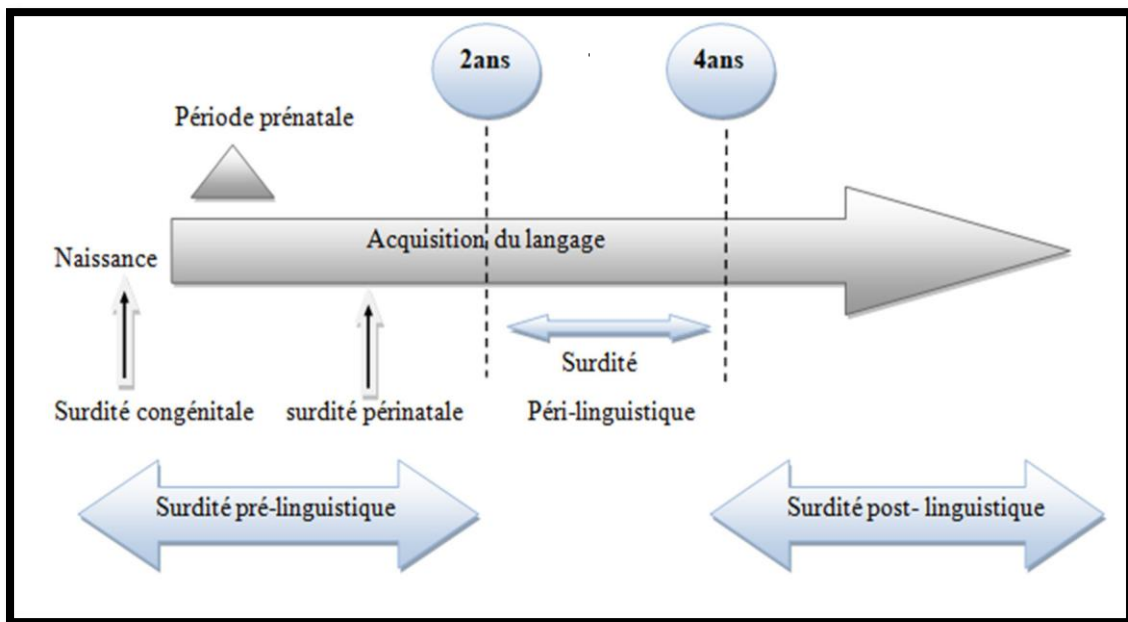 2ans
4ans
Période prénatale
Acquisition du langage
Naissance
Surdité
Surdité congénitale
surdité périnatale
Péri-linguistique
Surdité pré-linguistique
Surdité post- linguistique